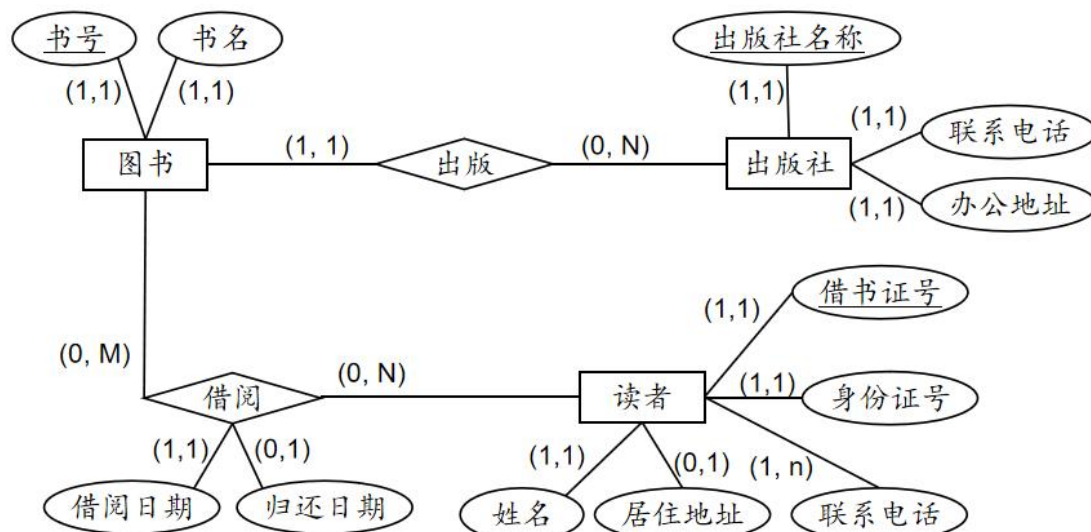 书号
书名
出版社名称
(1,1)
(1,1)
(1,1)
(1,1)
联系电话
图书
(1, 1)
出版
(0, N)
出版社
(1,1)
办公地址
借书证号
(1,1)
(0, M)
(0, N)
借阅
读者
(1,1)
身份证号
(1,1)
(0,1)
(1,1)
(0,1)
(1, n)
借阅日期
归还日期
姓名
居住地址
联系电话